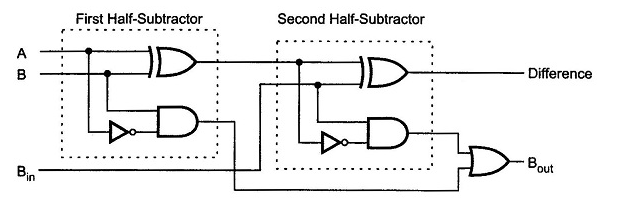 First Half-Subtractor
Second Half-Subtractor
A
B
Difference
Bin
Bout